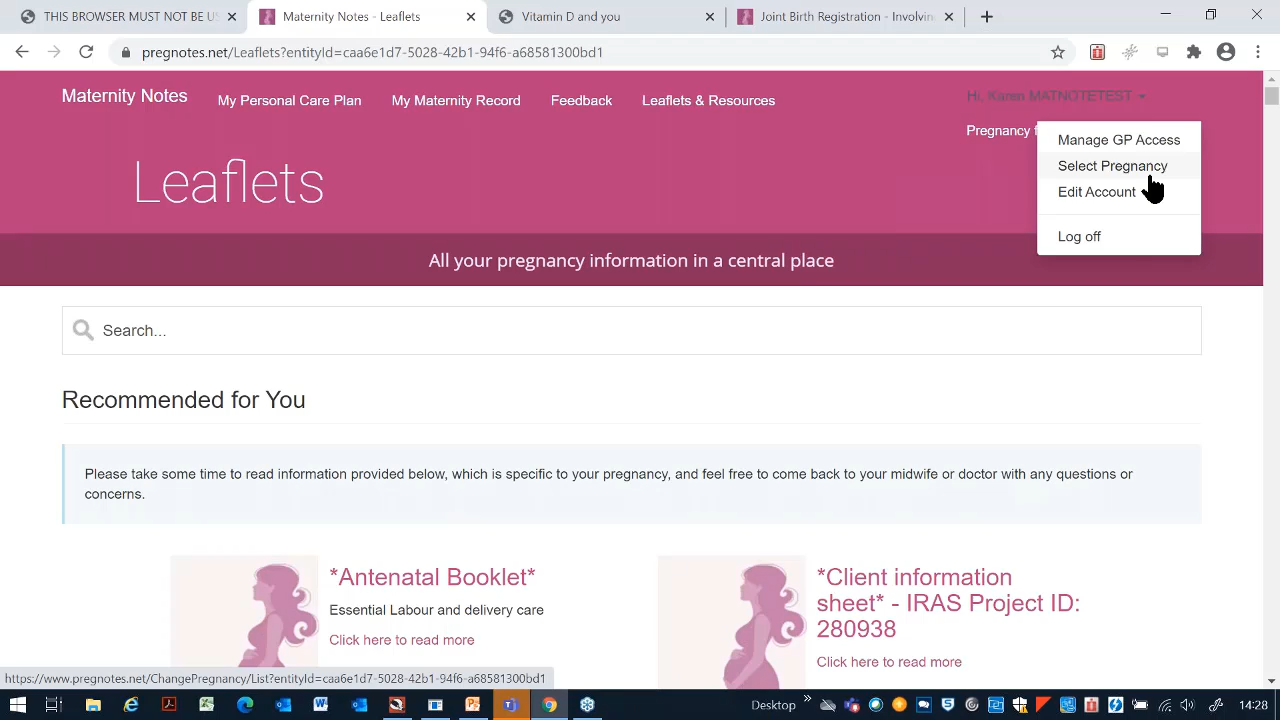 THIS BROWSER MUST NOT BE US
Maternity Notes - Leaflets
Vitamin D and you
Joint Birth Registration - Involvin
pregnotes.net/Leaflets?entityId=caa6e1d7-5028-42b1-94f6-a68581300bd1
Maternity Notes
My Personal Care Plan
My Maternity Record
Feedback
Leaflets & Resources
Hi, Karen MATNOTETEST
Pregnancy f
Manage GP Access
Select Pregnancy
Edit Account
Log off
Leaflets
All your pregnancy information in a central place
Search...
Recommended for You
Please take some time to read information provided below, which is specific to your pregnancy, and feel free to come back to your midwife or doctor with any questions or
concerns.
*Antenatal Booklet*
Essential Labour and delivery care
Click here to read more
*Client information
sheet* - IRAS Project ID:
280938
Click here to read more
https://www.pregnotes.net/ChangePregnancy/List?entityId=caa6e1d7-5028-42b1-94f6-a68581300bd1
Desktop
14:28